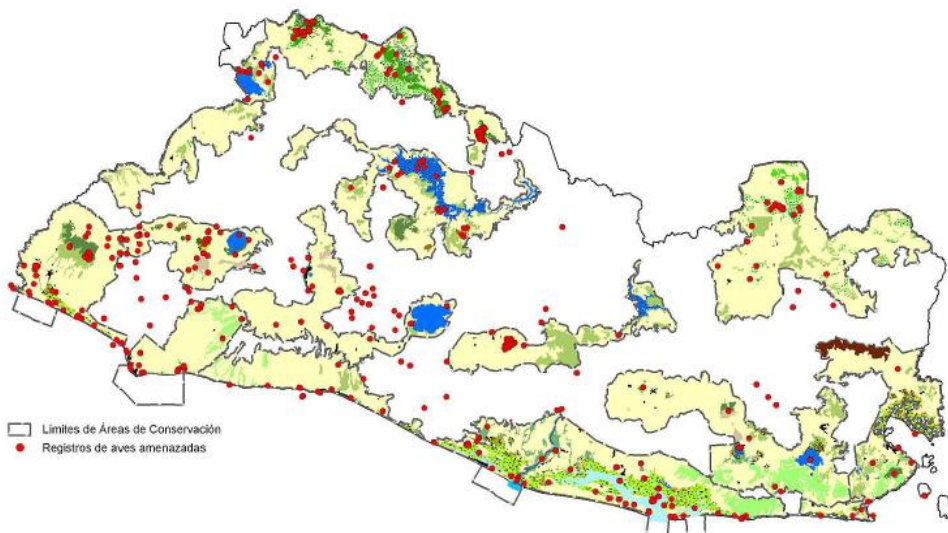 Límites de Áreas de Conservación
Registros de aves amenazadas